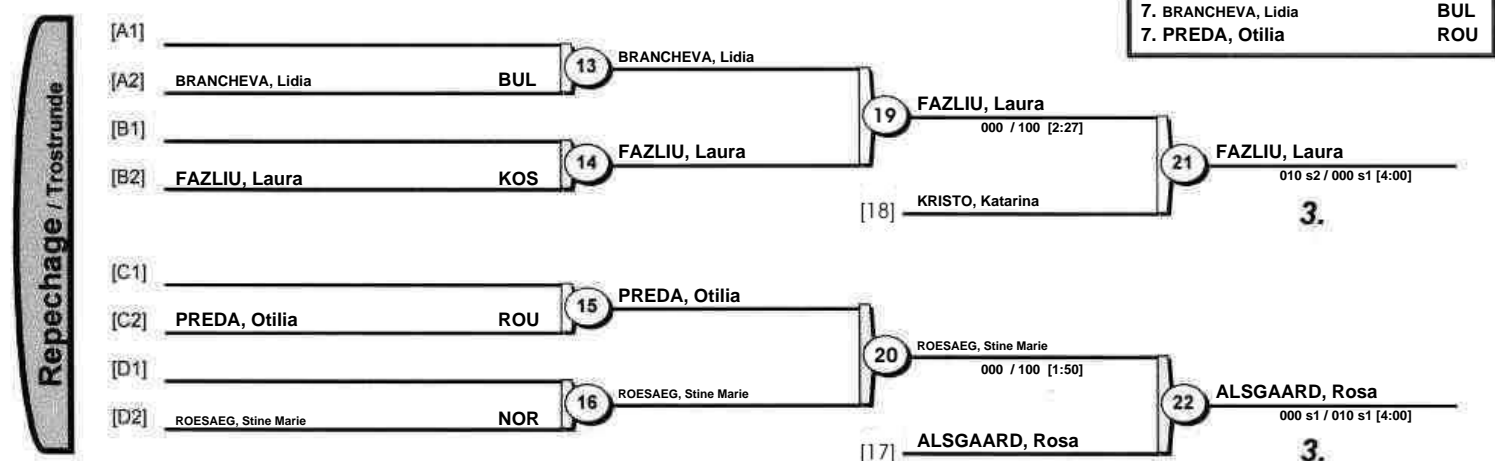 7. BRANCHEVA, Lidia BUL
7. PREDA, Otilia ROU
Repechage / Trostrunde
[A1]
[A2] BRANCHEVA, Lidia BUL
13 BRANCHEVA, Lidia
[B1]
[B2] FAZLIU, Laura KOS
14 FAZLIU, Laura
19 FAZLIU, Laura
000 / 100 [2:27]
[18] KRISTO, Katarina
21 FAZLIU, Laura
010 s2 / 000 s1 [4:00]
3.
[C1]
[C2] PREDA, Otilia ROU
15 PREDA, Otilia
[D1]
[D2] ROESAEG, Stine Marie NOR
16 ROESAEG, Stine Marie
20 ROESAEG, Stine Marie
000 / 100 [1:50]
[17] ALSGAARD, Rosa
22 ALSGAARD, Rosa
000 s1 / 010 s1 [4:00]
3.